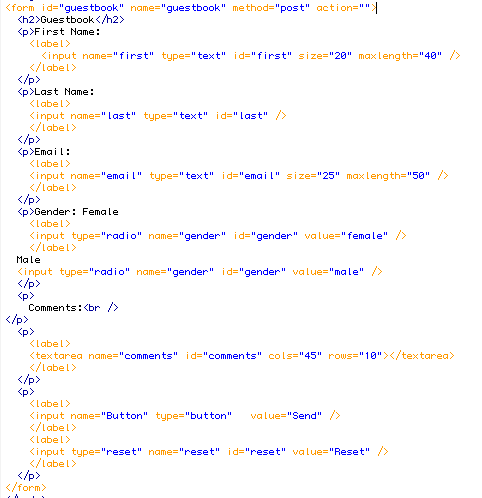 <form id="guestbook" name="guestbook" method="post" action="">
<h2>Guestbook</h2>
<p>First Name:
<label>
<input name="first" type="text" id="first" size="20" maxlength="40" />
</label>
</p>
<p>Last Name:
<label>
<input name="last" type="text" id="last" />
</label>
</p>
<p>Email:
<label>
<input name="email" type="text" id="email" size="25" maxlength="50" />
</label>
</p>
<p>Gender: Female
<label>
<input type="radio" name="gender" id="gender" value="female" />
</label>
Male
<input type="radio" name="gender" id="gender" value="male" />
</p>
<p>
Comments:<br />
</p>
<p>
<label>
<textarea name="comments" id="comments" cols="45" rows="10"></textarea>
</label>
</p>
<p>
<label>
<input name="Button" type="button"   value="Send" />
</label>
<label>
<input type="reset" name="reset" id="reset" value="Reset" />
</label>
</p>
</form>